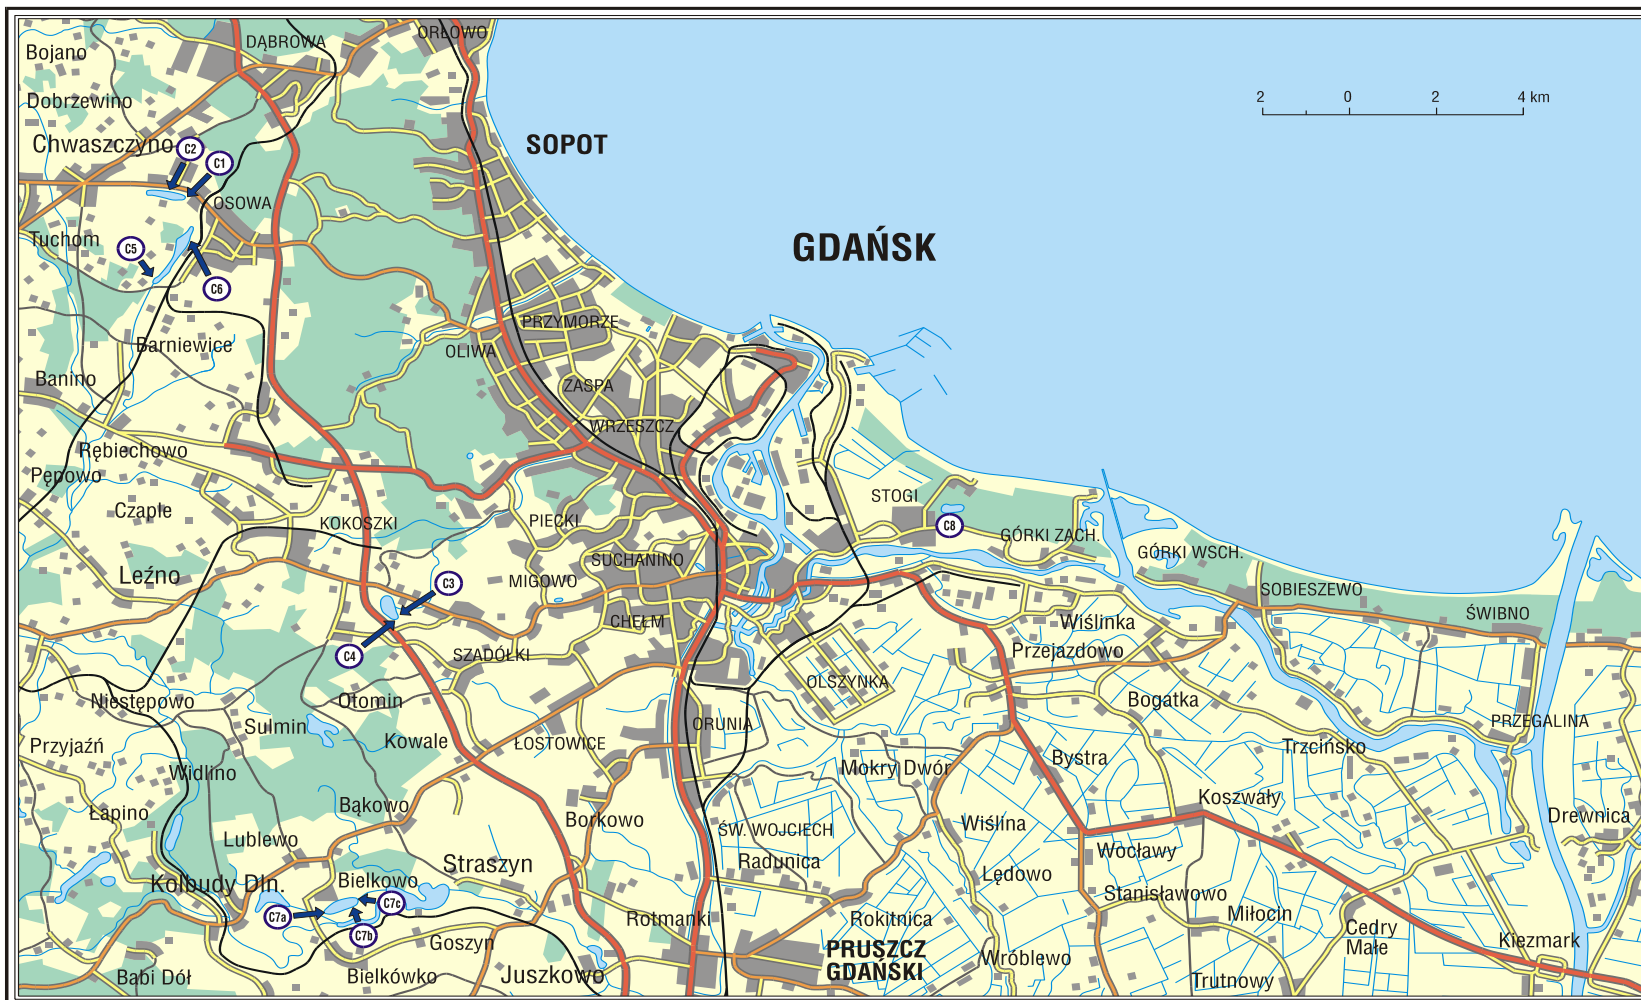 ORŁOWO
DĄBROWA
Bojano
2 0 2 4 km
Dobrzewino
Chwaszczyno
C2
C1
SOPOT
OSOWA
Tuchom
C5
GDAŃSK
C6
PRZYMORZE
Barniewice
OLIWA
Banino
ZASPA
WRZESZCZ
Rębiechowo
Pępowo
STOGI
Czaple
KOKOSZKI
PIECKI
C8
GÓRKI ZACH.
GÓRKI WSCH.
SUCHANINO
Leźno
MIGOWO
C3
SOBIESZEWO
ŚWIBNO
CHEŁM
Wiślinka
C4
SZADÓŁKI
Przejazdowo
OLSZYNKA
Niestępowo
Otomin
Bogatka
Sulmin
ORUNIA
PRZEGALINA
Przyjaźń
Kowale
ŁOSTOWICE
Trzcińsko
Widlino
Mokry Dwór
Bystra
Bąkowo
Koszwały
Łapino
Borkowo
Drewnica
Lublewo
ŚW. WOJCIECH
Wiślina
Straszyn
Radunica
Wocławy
Kolbudy Dln.
Bielkowo
Lędowo
Stanisławowo
C7a
C7c
Rotmanki
Rokitnica
Miłocin
C7b
Cedry
Małe
Goszyn
PRUSZCZ
GDAŃSKI
Kiezmark
Wróblewo
Babi Dół
Bielkówko
Juszkowo
Trutnowy